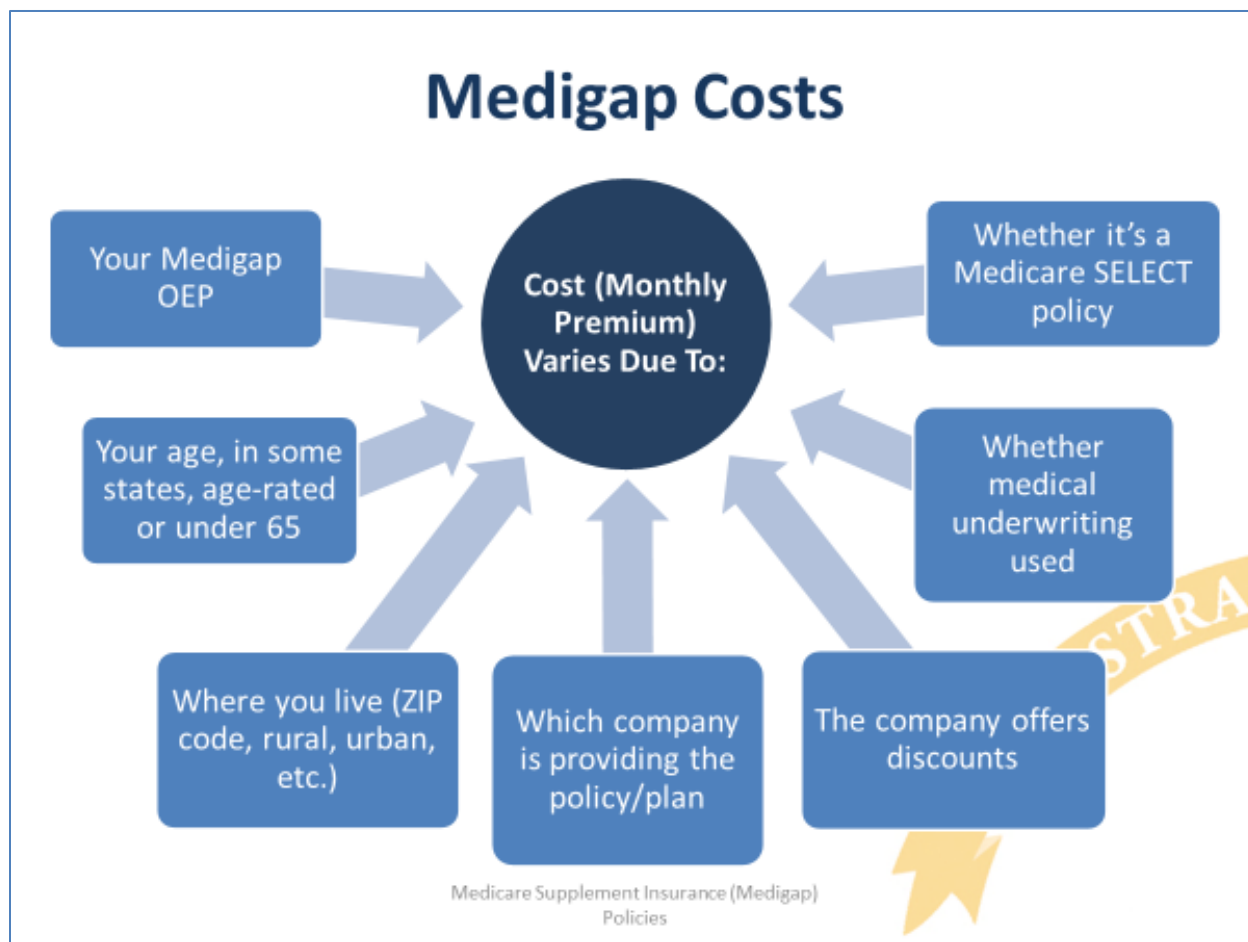 Medigap Costs
Your Medigap
OEP
Your age, in some
states, age-rated
or under 65
Where you live (ZIP
code, rural, urban,
etc.)
Cost (Monthly
Premium)
Varies Due To:
Which company
is providing the
policy/plan
The company offers
discounts
Whether medical
underwriting
used
Whether it’s a
Medicare SELECT
policy
STRA
Medicare Supplement Insurance (Medigap)
Policies